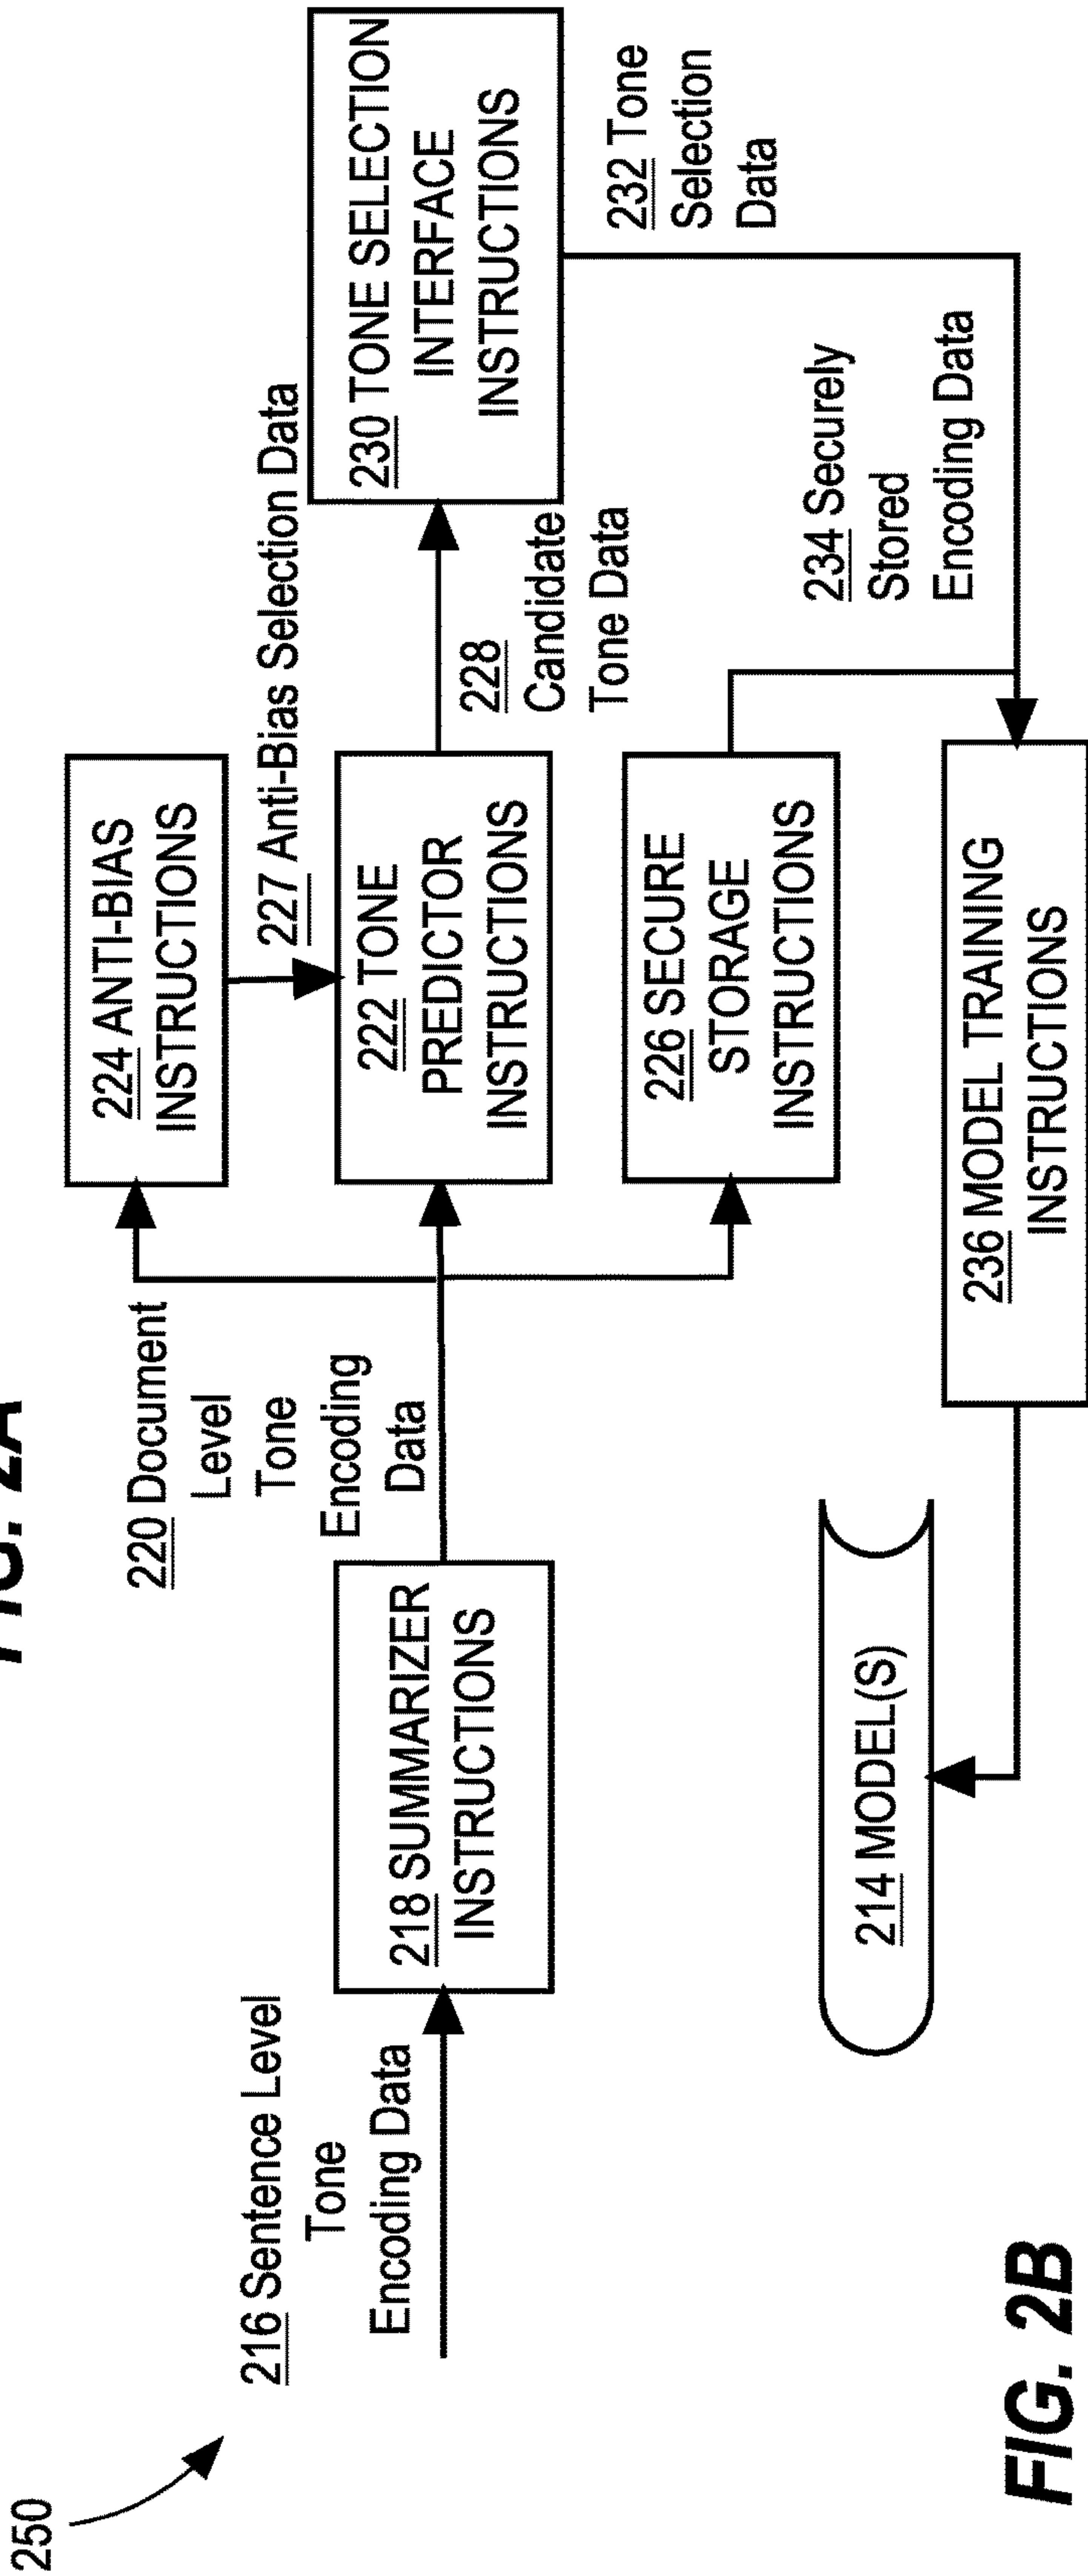 FIG. 2A
250
216 Sentence Level
Tone
Encoding Data
218 SUMMARIZER
INSTRUCTIONS
220 Document
Level
Tone
Encoding
Data
224 ANTI-BIAS
INSTRUCTIONS
227 Anti-Bias Selection Data
222 TONE
PREDICTOR
INSTRUCTIONS
228
Candidate
Tone Data
230 TONE SELECTION
INTERFACE
INSTRUCTIONS
232 Tone
Selection
Data
226 SECURE
STORAGE
INSTRUCTIONS
234 Securely
Stored
Encoding Data
236 MODEL TRAINING
INSTRUCTIONS
214 MODEL(S)
FIG. 2B